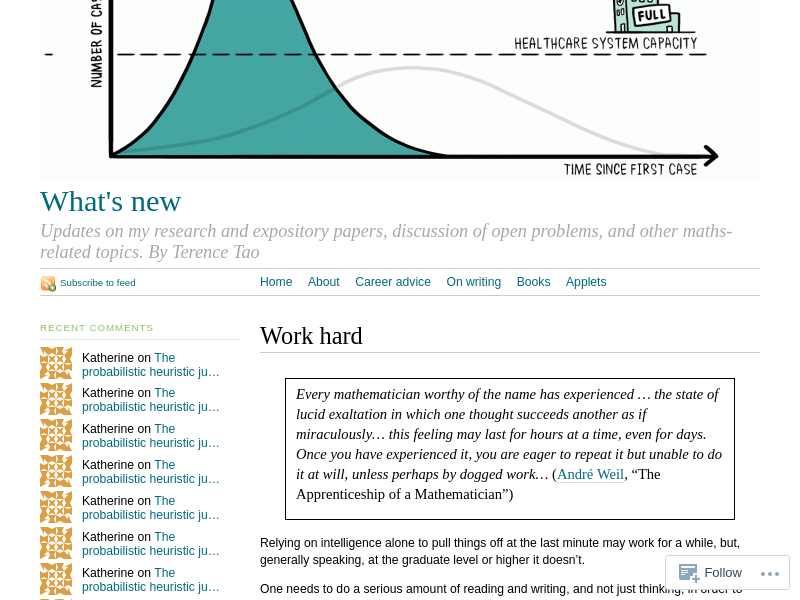 NUMBER OF CAS
FULL
HEALTHCARE SYSTEM CAPACITY
TIME SINCE FIRST CASE
What's new
Updates on my research and expository papers, discussion of open problems, and other maths-
related topics. By Terence Tao
Subscribe to feed
Home About Career advice On writing Books Applets
RECENT COMMENTS
Katherine on The
probabilistic heuristic ju…
Katherine on The
probabilistic heuristic ju…
Katherine on The
probabilistic heuristic ju…
Katherine on The
probabilistic heuristic ju…
Katherine on The
probabilistic heuristic ju…
Katherine on The
probabilistic heuristic ju…
Katherine on The
probabilistic heuristic ju…
Work hard
Every mathematician worthy of the name has experienced … the state of
lucid exaltation in which one thought succeeds another as if
miraculously… this feeling may last for hours at a time, even for days.
Once you have experienced it, you are eager to repeat it but unable to do
it at will, unless perhaps by dogged work… (André Weil, “The
Apprenticeship of a Mathematician”)
Relying on intelligence alone to pull things off at the last minute may work for a while, but,
generally speaking, at the graduate level or higher it doesn’t.
One needs to do a serious amount of reading and writing, and not just thinking, in order to
Follow